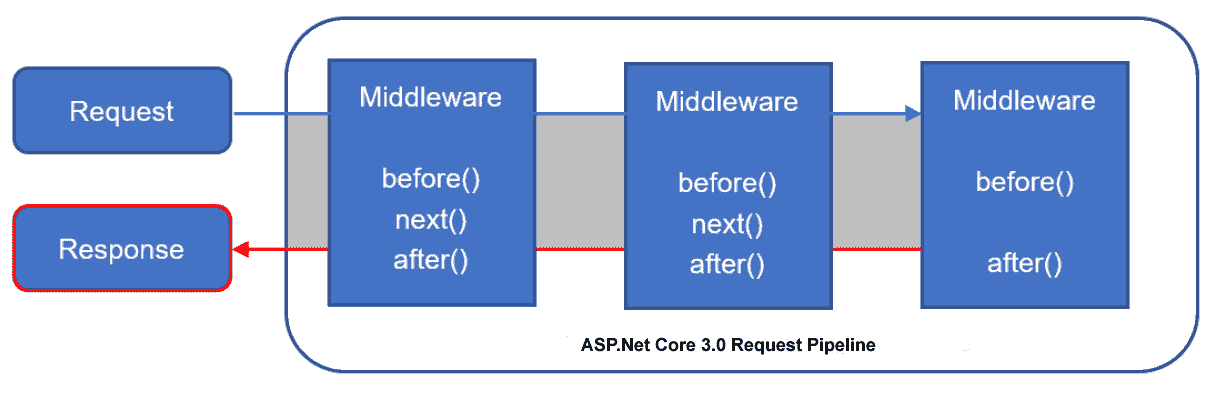 Request
Response
Middleware
before()
next()
after()
Middleware
before()
next()
after()
Middleware
before()
after()
ASP.Net Core 3.0 Request Pipeline